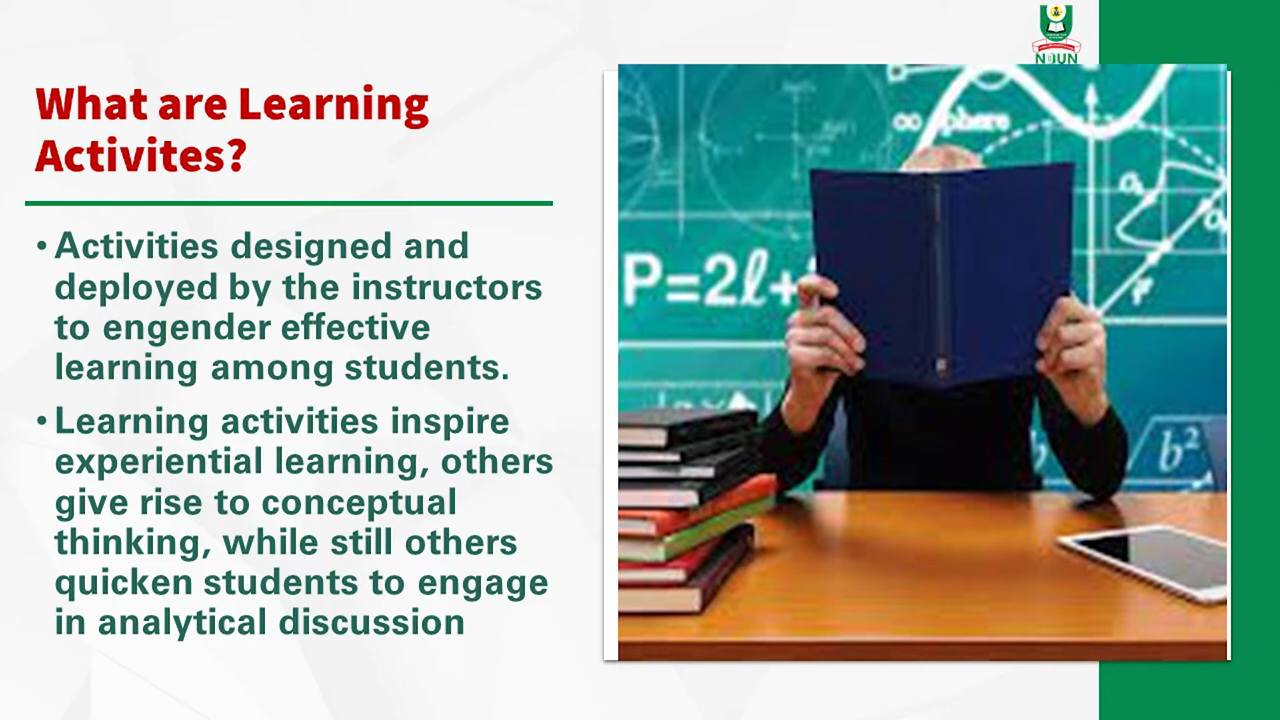 NOUN
What are Learning
Activites?
• Activities designed and
deployed by the instructors
to engender effective
learning among students.
• Learning activities inspire
experiential learning, others
give rise to conceptual
thinking, while still others
quicken students to engage
in analytical discussion
∞ sphere
P=2ℓ+
b
b²